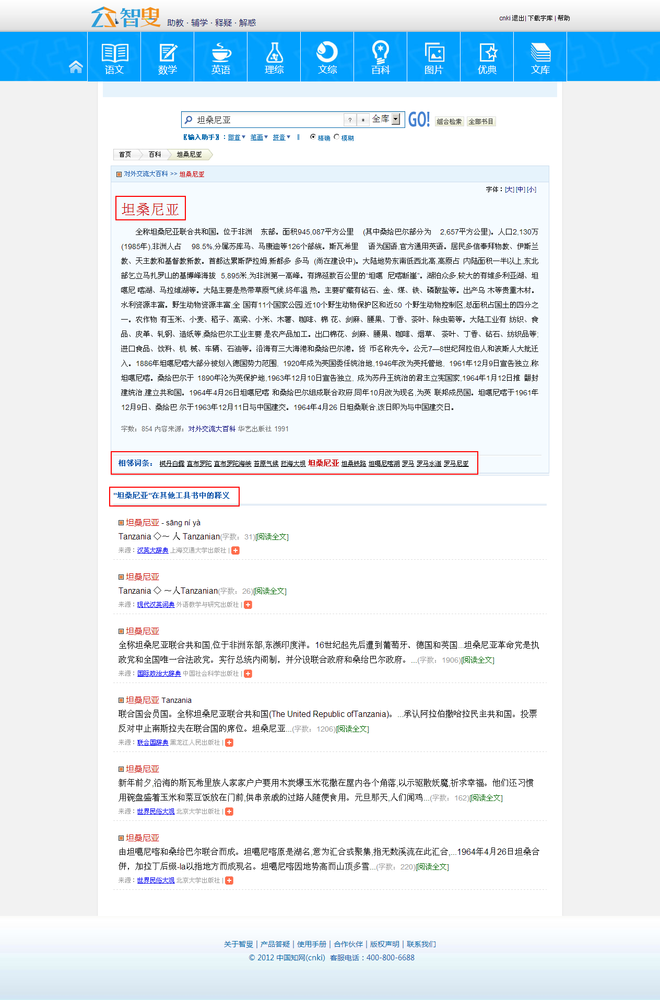 智叟 助教 · 辅学 · 释疑 · 解惑
cnki 退出| 下载字库 | 帮助
语文 数学 英语 理综 文综 百科 图片 优典 文库
坦桑尼亚 ? * 全库 GO! 组合检索 全部书目
〖输入助手〗：部首 笔画 拼音 ‖ 精确 模糊
首页 百科 坦桑尼亚
对外交流大百科 >> 坦桑尼亚
字体：[大] [中] [小]
坦桑尼亚
全称坦桑尼亚联合共和国。位于非洲 东部。面积945,087平方公里 (其中桑给巴尔部分为 2,657平方公里)。人口2,130万
(1985年),非洲人占 98.5%,分属苏库马、马康迪等126个部族。斯瓦希里 语为国语,官方通用英语。居民多信奉拜物教、伊斯兰
教、天主教和基督教新教。首都达累斯萨拉姆,新都多 多马 (尚在建设中)。大陆地势东南低西北高,高原占 内陆面积一半以上,东北
部乞立马扎罗山的基博峰海拔 5,895米,为非洲第一高峰。有绵延数百公里的“坦噶 尼喀断崖”。湖泊众多,较大的有维多利亚湖、坦
噶尼 喀湖、马拉维湖等。大陆主要是热带草原气候,终年温 热。主要矿藏有钻石、金、煤、铁、磷酸盐等。出产乌 木等贵重木材。
水利资源丰富。野生动物资源丰富,全 国有11个国家公园,近10个野生动物保护区和近50 个野生动物控制区,总面积占国土的四分之
一。农作物 有玉米、小麦、稻子、高粱、小米、木薯、咖啡、棉 花、剑麻、腰果、丁香、茶叶、除虫菊等。大陆工业有 纺织、食
品、皮革、轧钢、造纸等,桑给巴尔工业主要 是农产品加工。出口棉花、剑麻、腰果、咖啡、烟草、 茶叶、丁香、钻石、纺织品等;
进口食品、饮料、机 械、车辆、石油等。沿海有三大海港和桑给巴尔港。货 币名称先令。公元7—8世纪阿拉伯人和波斯人大批迁
入。1886年坦噶尼喀大部分被划入德国势力范围, 1920年成为英国委任统治地,1946年改为英托管地, 1961年12月9日宣告独立,称
坦噶尼喀。桑给巴尔于 1890年沦为英保护地,1963年12月10日宣告独立, 成为苏丹王统治的君主立宪国家,1964年1月12日推 翻封
建统治,建立共和国。1964年4月26日坦噶尼喀 和桑给巴尔组成联合政府,同年10月改为现名,为英 联邦成员国。坦噶尼喀于1961年
12月9日、桑给巴 尔于1963年12月11日与中国建交。1964年4月26 日坦桑联合,该日即为与中国建交日。
字数：854 内容来源：对外交流大百科 华艺出版社 1991
相邻词条： 枫丹白露 直布罗陀 直布罗陀海峡 苔原气候 拦海大坝 坦桑尼亚 坦桑铁路 坦噶尼喀湖 罗马 罗马水道 罗马尼亚
"坦桑尼亚"在其他工具书中的释义
坦桑尼亚 - sāng ní yà
Tanzania ◇～ 人 Tanzanian(字数：31)[阅读全文]
来源：汉英大辞典 上海交通大学出版社 |
坦桑尼亚
Tanzania ◇ ～人Tanzanian(字数：26)[阅读全文]
来源：现代汉英词典 外语教学与研究出版社 |
坦桑尼亚
全称坦桑尼亚联合共和国,位于非洲东部,东濒印度洋。16世纪起先后遭到葡萄牙、德国和英国...坦桑尼亚革命党是执
政党和全国唯一合法政党。实行总统内阁制，并分设联合政府和桑给巴尔政府。...(字数：1906)[阅读全文]
来源：国际政治大辞典 中国社会科学出版社 |
坦桑尼亚 Tanzania
联合国会员国。全称坦桑尼亚联合共和国(The United Republic ofTanzania)。...承认阿拉伯撒哈拉民主共和国。投票
反对中止南斯拉夫在联合国的席位。坦桑尼亚...(字数：1206)[阅读全文]
来源：联合国辞典 黑龙江人民出版社 |
坦桑尼亚
新年前夕,沿海的斯瓦希里族人家家户户要用木炭爆玉米花撒在屋内各个角落,以示驱散妖魔,祈求幸福。他们还习惯
用碗盘盛着玉米和菜豆饭放在门前,供串亲戚的过路人随便食用。元旦那天,人们闻鸡...(字数：162)[阅读全文]
来源：世界民俗大观 北京大学出版社 |
坦桑尼亚
由坦噶尼喀和桑给巴尔联合而成。坦噶尼喀原是湖名,意为汇合或聚集,指无数溪流在此汇合,...1964年4月26日坦桑合
併，加拉丁后缀-Ia以指地方而成现名。坦噶尼喀因地势高而山顶多雪...(字数：220)[阅读全文]
来源：世界民俗大观 北京大学出版社 |
关于智叟 | 产品答疑 | 使用手册 | 合作伙伴 | 版权声明 | 联系我们
© 2012 中国知网(cnki) 客服电话：400-800-6688